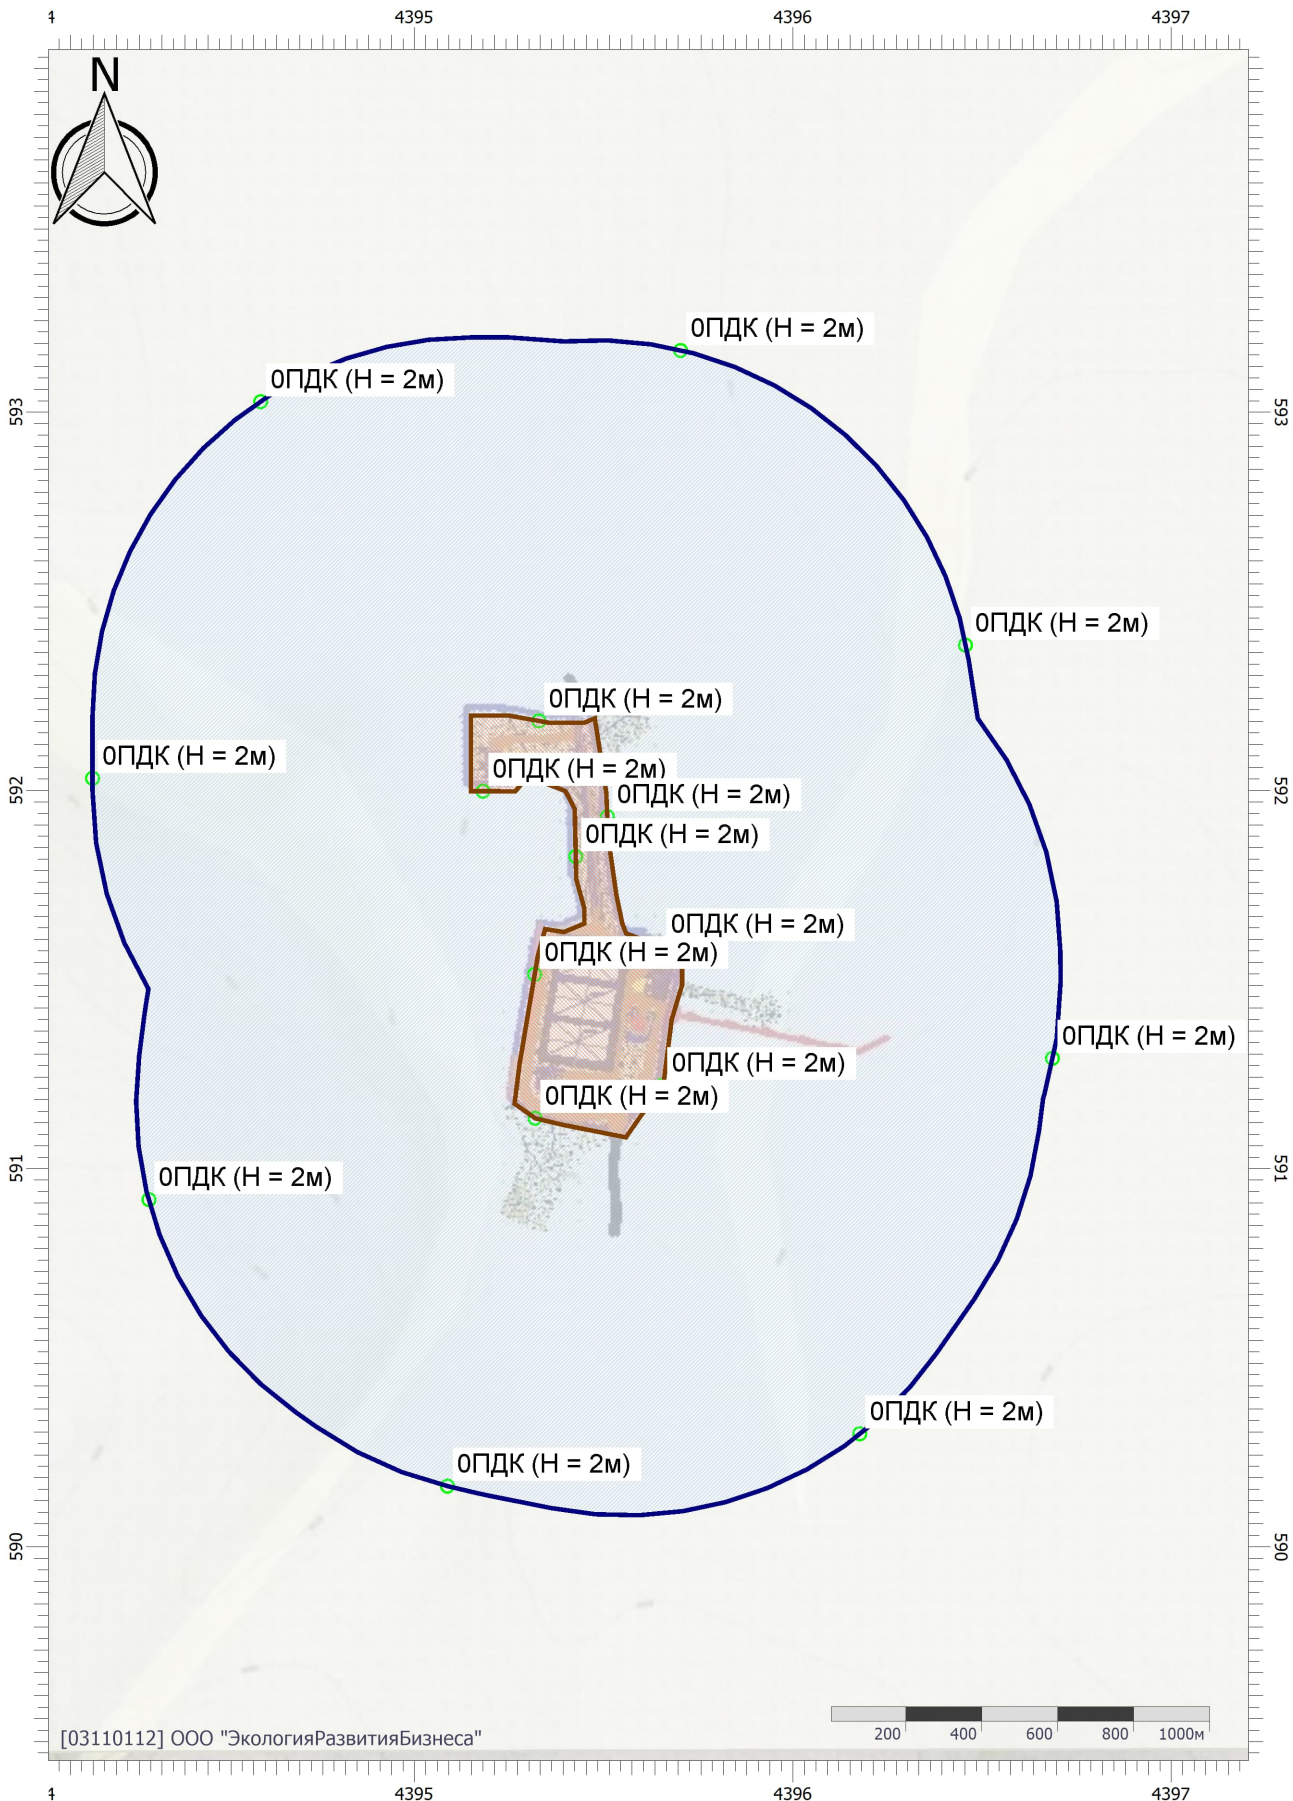 4 4395 4396 4397
N
0ПДК (Н = 2м)
0ПДК (Н = 2м)
593 593
0ПДК (Н = 2м)
0ПДК (Н = 2м)
0ПДК (Н = 2м)
0ПДК (Н = 2м)
592 592
0ПДК (Н = 2м)
0ПДК (Н = 2м)
0ПДК (Н = 2м)
0ПДК (Н = 2м)
0ПДК (Н = 2м)
0ПДК (Н = 2м)
0ПДК (Н = 2м)
591 591
0ПДК (Н = 2м)
0ПДК (Н = 2м)
0ПДК (Н = 2м)
590 590
200 400 600 800 1000м
[03110112] ООО "ЭкологияРазвитияБизнеса"
4 4395 4396 4397